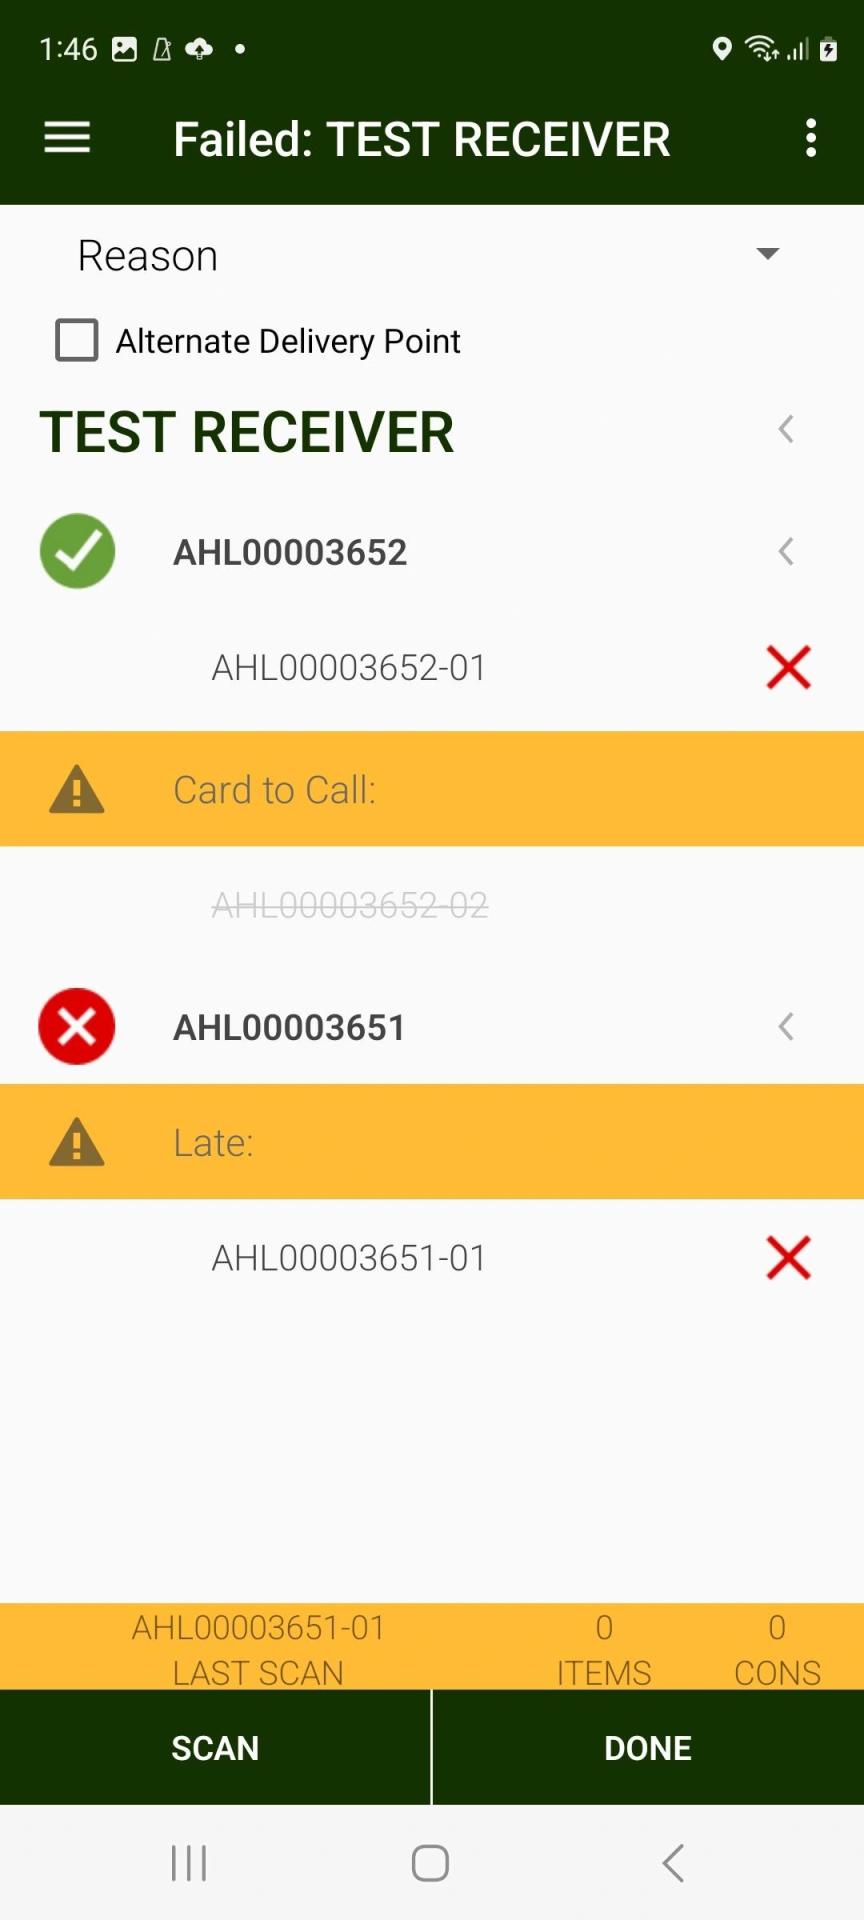 1:46
Failed: TEST RECEIVER
Reason
Alternate Delivery Point
TEST RECEIVER
AHL00003652
AHL00003652-01
Card to Call:
AHL00003652-02
AHL00003651
Late:
AHL00003651-01
AHL00003651-01 0 0
LAST SCAN ITEMS CONS
SCAN DONE